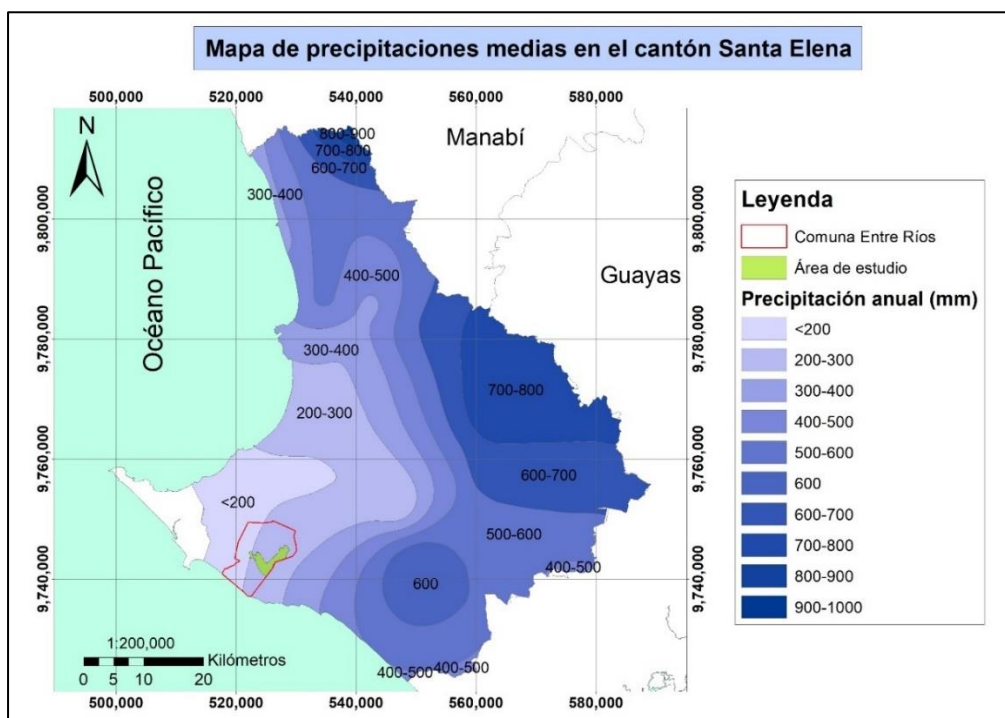 Mapa de precipitaciones medias en el cantón Santa Elena
500,000 520,000 540,000 560,000 580,000
N
Manabí
800-900
700-800
600-700
300-400
9,800,000
9,800,000
400-500
Guayas
Océano Pacífico
9,780,000
9,780,000
300-400
700-800
200-300
9,760,000
9,760,000
600-700
<200
500-600
400-500
600
9,740,000
9,740,000
400-500
400-500
1:200,000
Kilómetros
0 5 10 20
500,000 520,000 540,000 560,000 580,000
Leyenda
Comuna Entre Ríos
Área de estudio
Precipitación anual (mm)
<200
200-300
300-400
400-500
500-600
600
600-700
700-800
800-900
900-1000